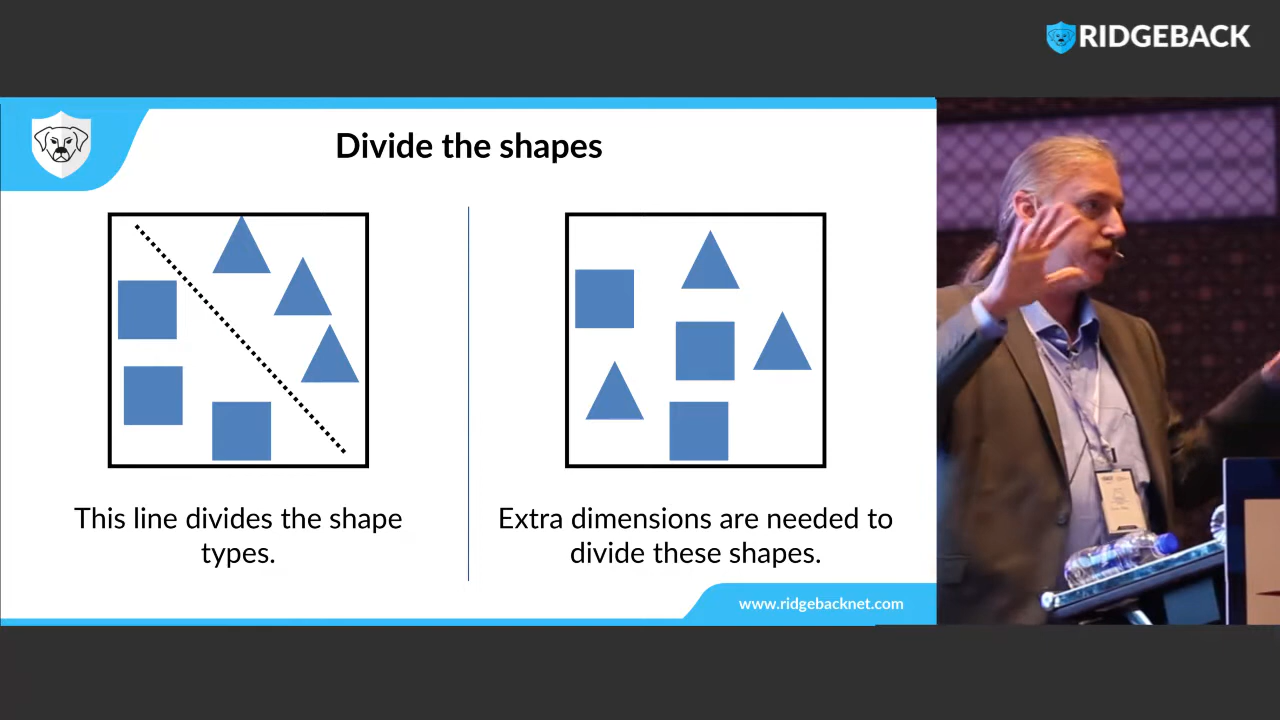 RIDGEBACK
Divide the shapes
This line divides the shape
types.
Extra dimensions are needed to
divide these shapes.
www.ridgebacknet.com